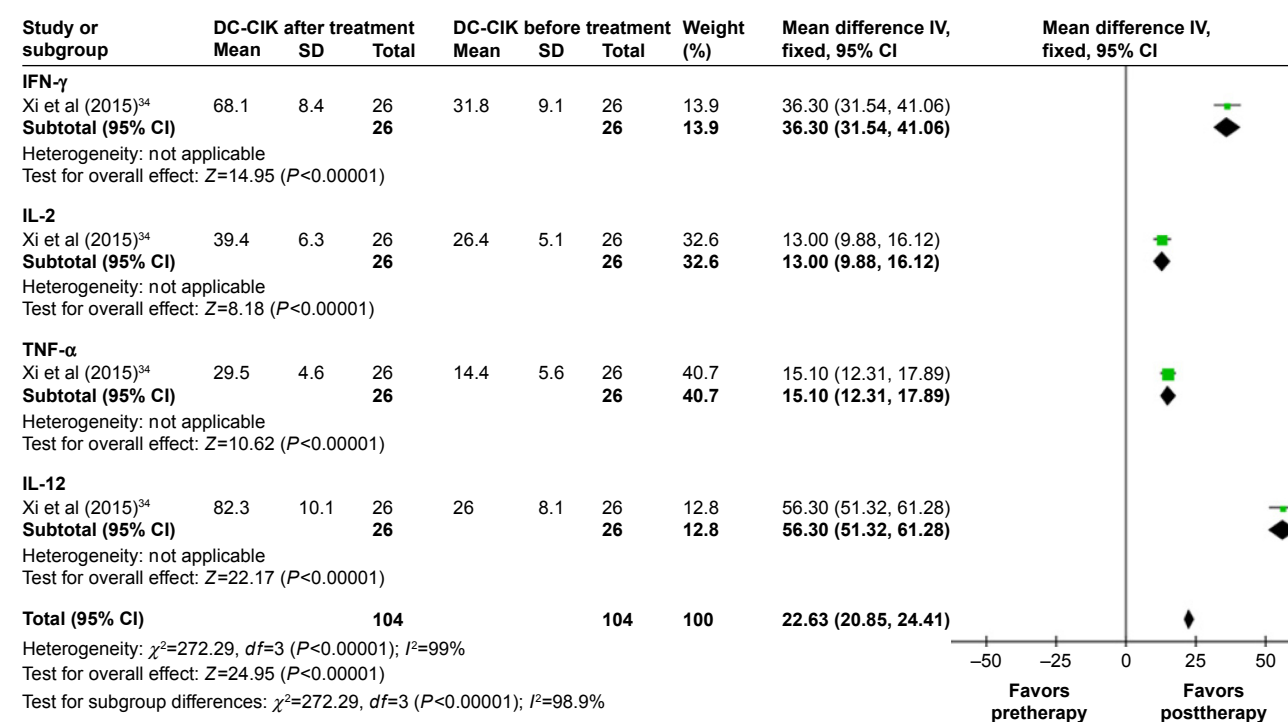 Study or subgroup DC-CIK after treatment DC-CIK before treatment Weight (%) Mean difference IV, fixed, 95% CI Mean difference IV, fixed, 95% CI
Mean SD Total Mean SD Total
IFN-γ
Xi et al (2015)³⁴ 68.1 8.4 26 31.8 9.1 26 13.9 36.30 (31.54, 41.06)
Subtotal (95% CI) 26 26 13.9 36.30 (31.54, 41.06)
Heterogeneity: not applicable
Test for overall effect: Z=14.95 (P<0.00001)
IL-2
Xi et al (2015)³⁴ 39.4 6.3 26 26.4 5.1 26 32.6 13.00 (9.88, 16.12)
Subtotal (95% CI) 26 26 32.6 13.00 (9.88, 16.12)
Heterogeneity: not applicable
Test for overall effect: Z=8.18 (P<0.00001)
TNF-α
Xi et al (2015)³⁴ 29.5 4.6 26 14.4 5.6 26 40.7 15.10 (12.31, 17.89)
Subtotal (95% CI) 26 26 40.7 15.10 (12.31, 17.89)
Heterogeneity: not applicable
Test for overall effect: Z=10.62 (P<0.00001)
IL-12
Xi et al (2015)³⁴ 82.3 10.1 26 26 8.1 26 12.8 56.30 (51.32, 61.28)
Subtotal (95% CI) 26 26 12.8 56.30 (51.32, 61.28)
Heterogeneity: not applicable
Test for overall effect: Z=22.17 (P<0.00001)
Total (95% CI) 104 104 100 22.63 (20.85, 24.41)
Heterogeneity: χ²=272.29, df=3 (P<0.00001); I²=99%
Test for overall effect: Z=24.95 (P<0.00001)
Test for subgroup differences: χ²=272.29, df=3 (P<0.00001); I²=98.9%
–50 –25 0 25 50
Favors pretherapy
Favors posttherapy